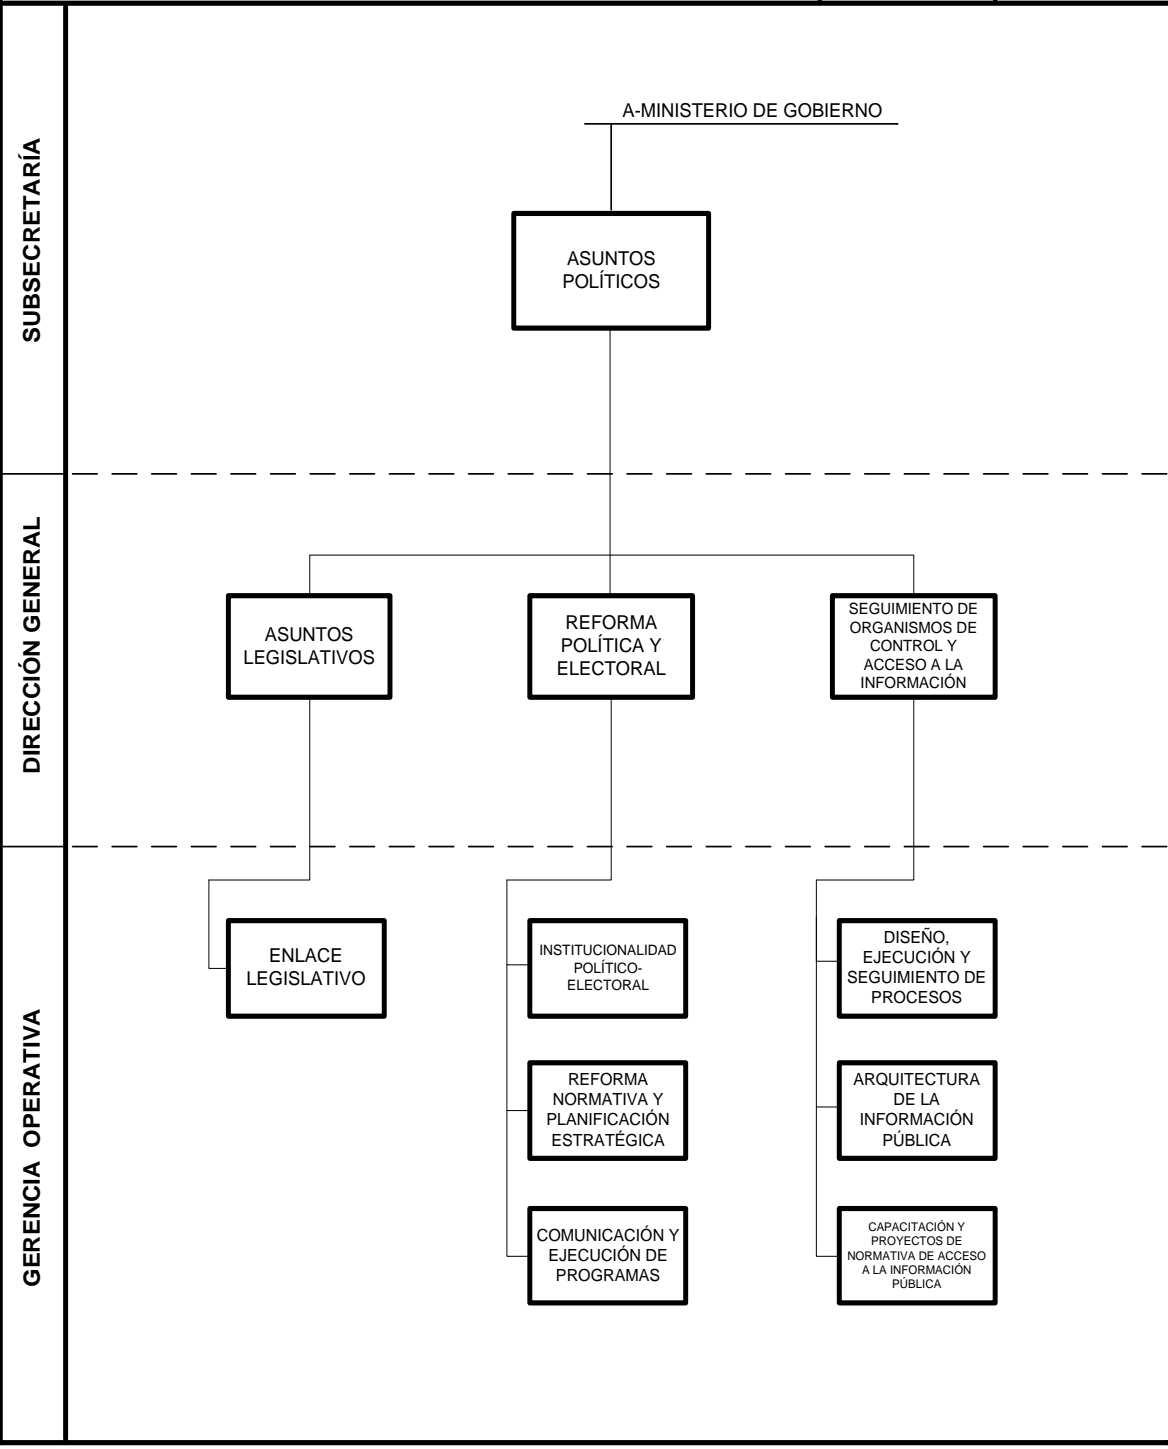 SUBSECRETARÍA
A-MINISTERIO DE GOBIERNO
ASUNTOS
POLÍTICOS
DIRECCIÓN GENERAL
ASUNTOS
LEGISLATIVOS
REFORMA
POLÍTICA Y
ELECTORAL
SEGUIMIENTO DE
ORGANISMOS DE
CONTROL Y
ACCESO A LA
INFORMACIÓN
GERENCIA OPERATIVA
ENLACE
LEGISLATIVO
INSTITUCIONALIDAD
POLÍTICO-
ELECTORAL
REFORMA
NORMATIVA Y
PLANIFICACIÓN
ESTRATÉGICA
COMUNICACIÓN Y
EJECUCIÓN DE
PROGRAMAS
DISEÑO,
EJECUCIÓN Y
SEGUIMIENTO DE
PROCESOS
ARQUITECTURA
DE LA
INFORMACIÓN
PÚBLICA
CAPACITACIÓN Y
PROYECTOS DE
NORMATIVA DE ACCESO
A LA INFORMACIÓN
PÚBLICA